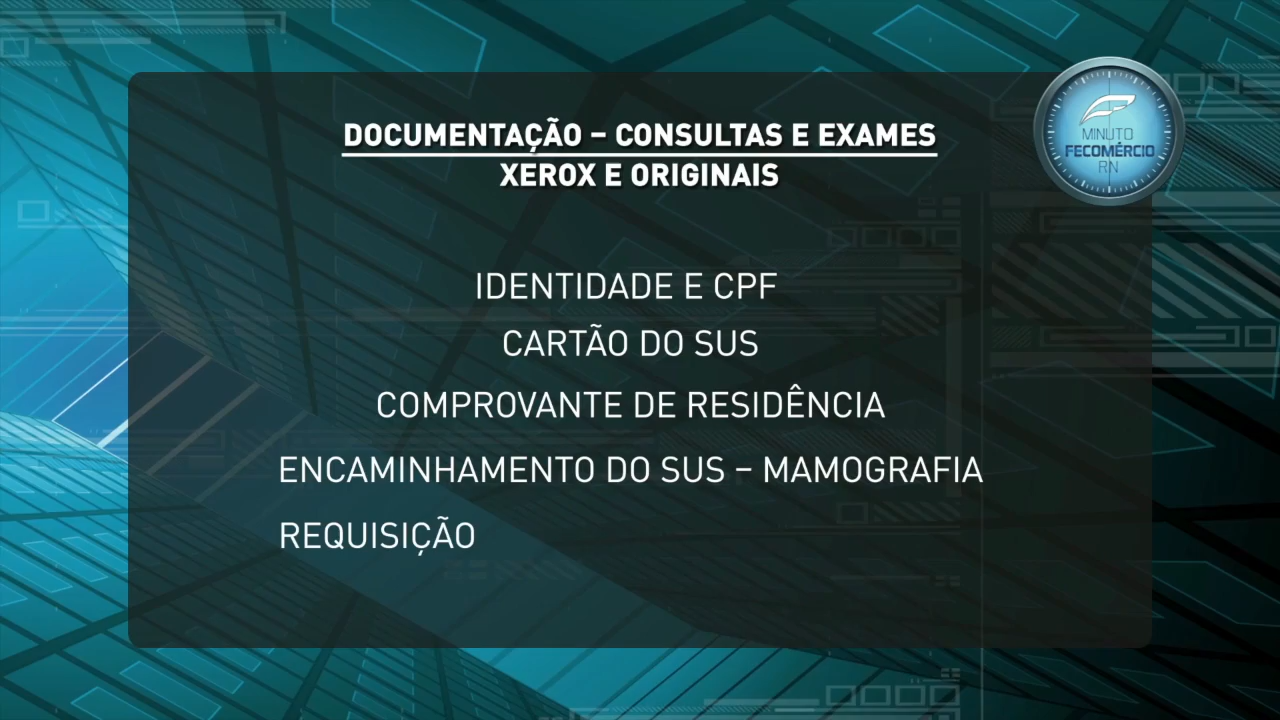 DOCUMENTAÇÃO – CONSULTAS E EXAMES
XEROX E ORIGINAIS
MINUTO
FECOMÉRCIO
RN
IDENTIDADE E CPF
CARTÃO DO SUS
COMPROVANTE DE RESIDÊNCIA
ENCAMINHAMENTO DO SUS – MAMOGRAFIA
REQUISIÇÃO